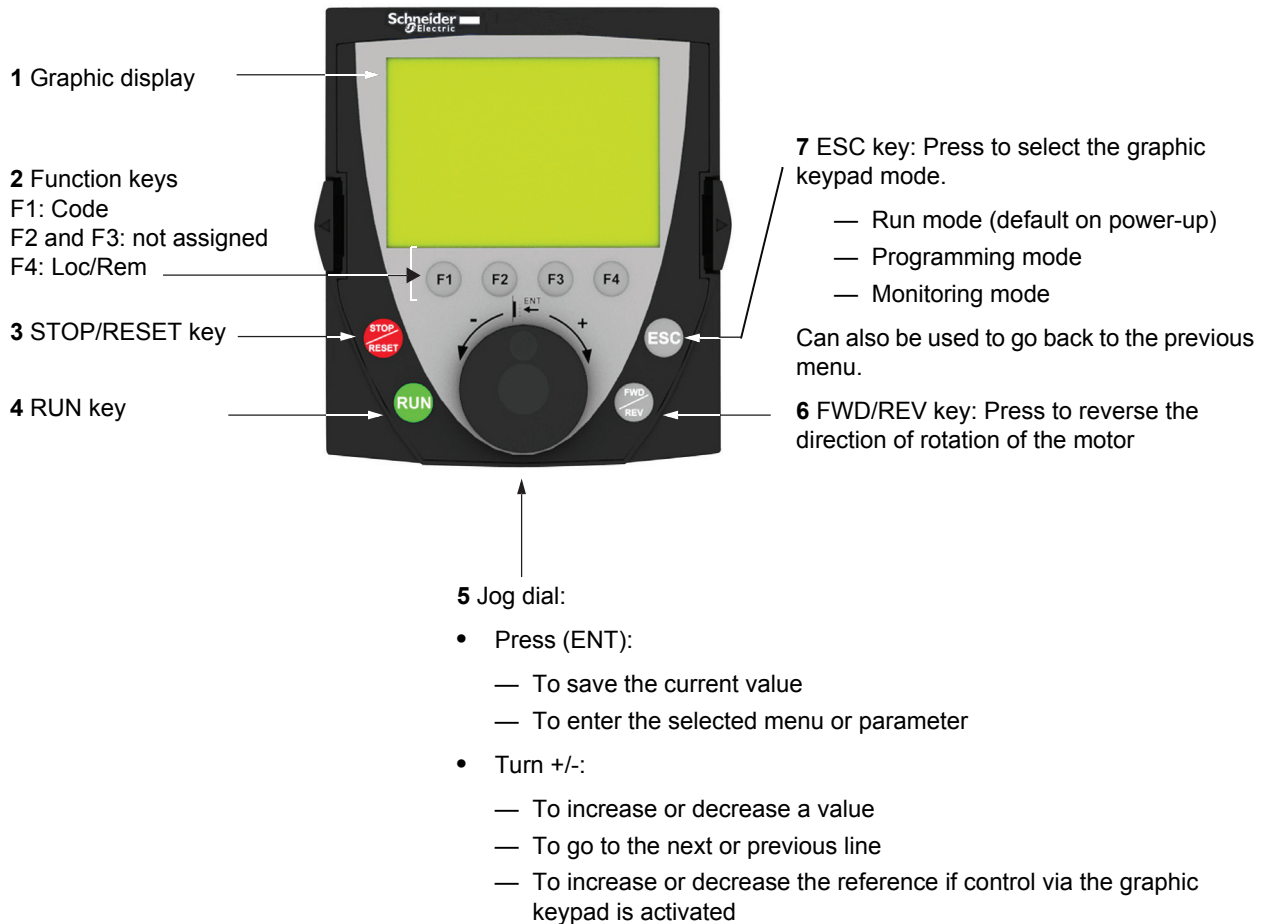 Schneider
Electric
1 Graphic display
2 Function keys
F1: Code
F2 and F3: not assigned
F4: Loc/Rem
3 STOP/RESET key
4 RUN key
F1 F2 F3 F4
ENT
- +
STOP
RESET
RUN
ESC
FWD
REV
7 ESC key: Press to select the graphic
keypad mode.
— Run mode (default on power-up)
— Programming mode
— Monitoring mode
Can also be used to go back to the previous
menu.
6 FWD/REV key: Press to reverse the
direction of rotation of the motor
5 Jog dial:
• Press (ENT):
— To save the current value
— To enter the selected menu or parameter
• Turn +/-:
— To increase or decrease a value
— To go to the next or previous line
— To increase or decrease the reference if control via the graphic
keypad is activated